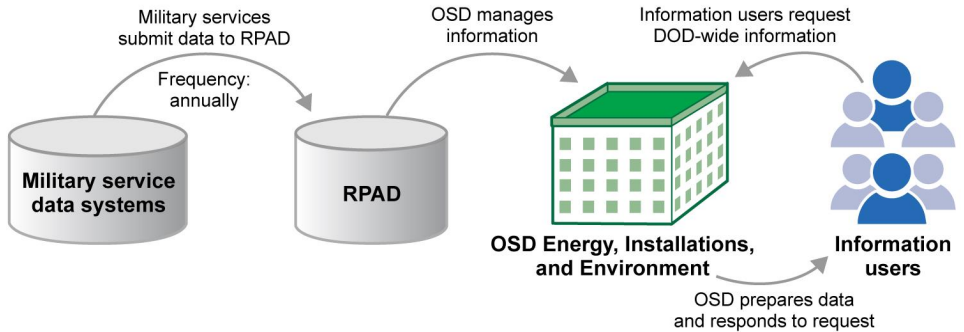 Military services
submit data to RPAD
Frequency:
annually
OSD manages
information
Information users request
DOD-wide information
Military service
data systems
RPAD
OSD Energy, Installations,
and Environment
Information
users
OSD prepares data
and responds to request